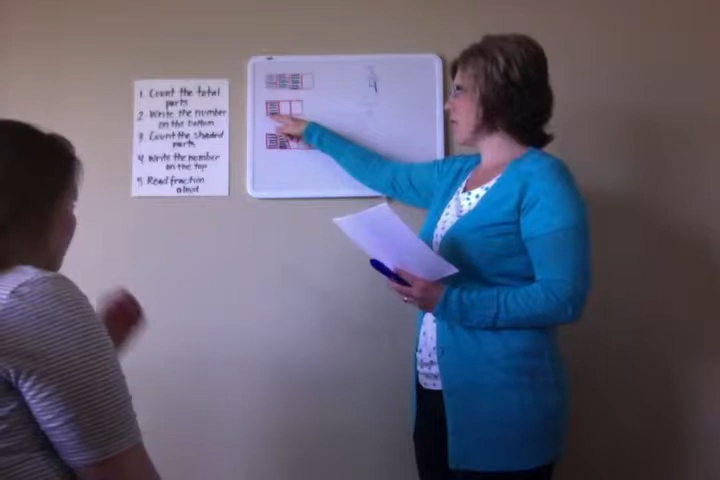 1. Count the total
parts
2. Write the number
on the bottom
3. Count the shaded
parts
4. Write the number
on the top
5. Read fraction
aloud